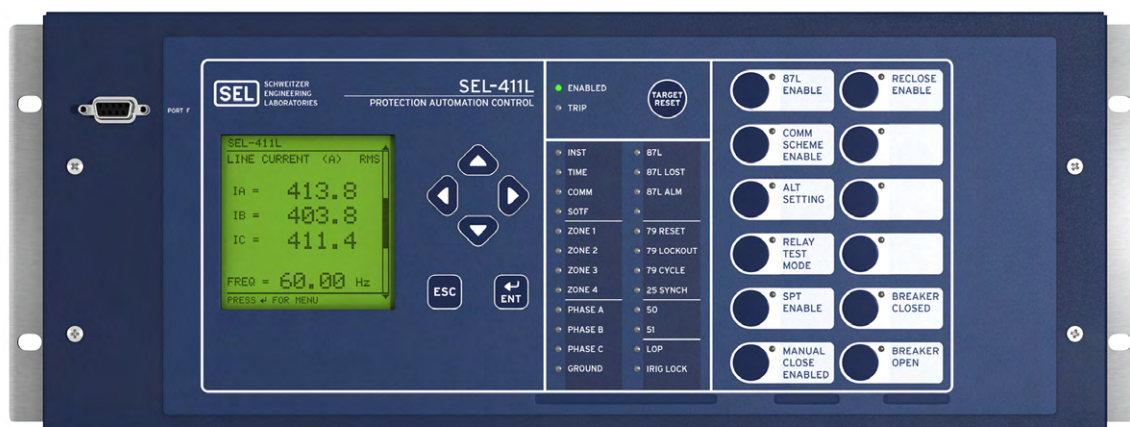 PORT F
SEL
SCHWEITZER
ENGINEERING
LABORATORIES
SEL-411L
PROTECTION AUTOMATION CONTROL
SEL-411L
LINE CURRENT (A) RMS
IA = 413.8
IB = 403.8
IC = 411.4
FREQ = 60.00 Hz
PRESS ↵ FOR MENU
ESC
ENT
ENABLED
TRIP
TARGET
RESET
INST
TIME
COMM
SOTF
ZONE 1
ZONE 2
ZONE 3
ZONE 4
PHASE A
PHASE B
PHASE C
GROUND
87L
87L LOST
87L ALM
79 RESET
79 LOCKOUT
79 CYCLE
25 SYNCH
50
51
LOP
IRIG LOCK
87L
ENABLE
COMM
SCHEME
ENABLE
ALT
SETTING
RELAY
TEST
MODE
SPT
ENABLE
MANUAL
CLOSE
ENABLED
RECLOSE
ENABLE
BREAKER
CLOSED
BREAKER
OPEN